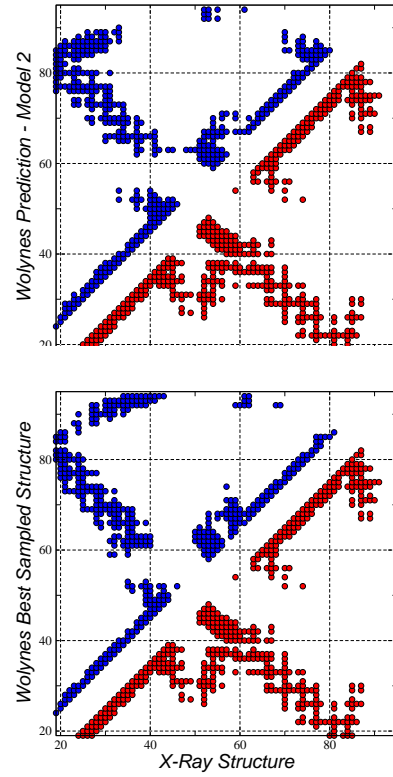 80
60
40
20
Wolynes Prediction - Model 2
80
60
40
20
Wolynes Best Sampled Structure
20 40 60 80
X-Ray Structure